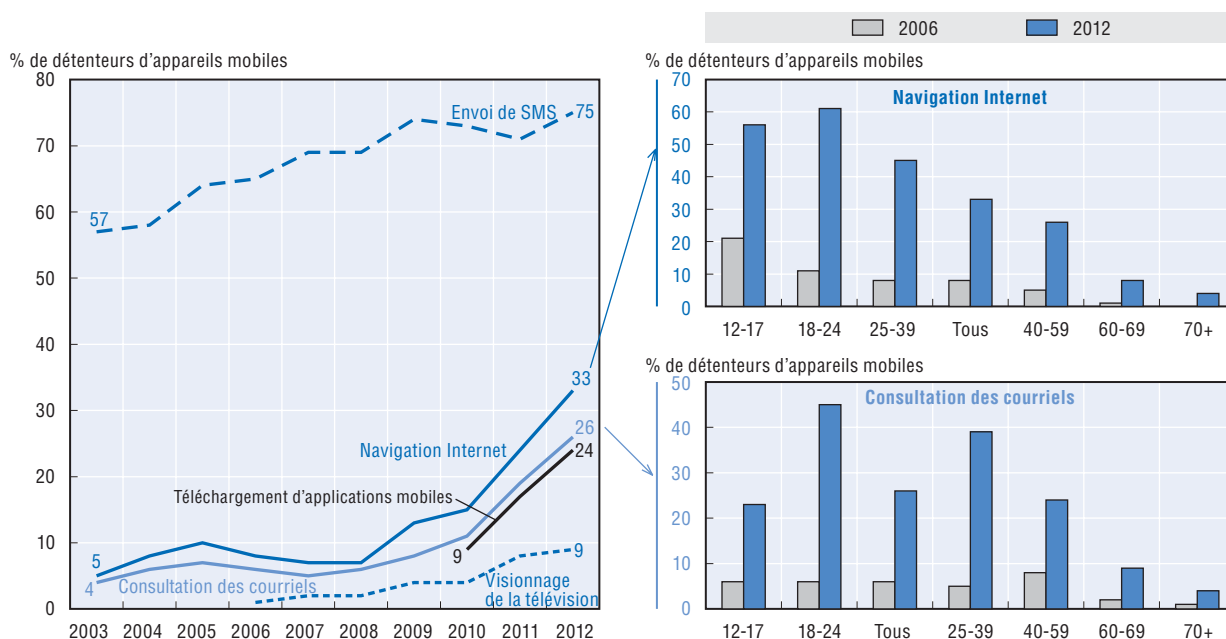 2006 2012
% de détenteurs d'appareils mobiles
80
70
60
50
40
30
20
10
0
Envoi de SMS
75
57
33
26
Navigation Internet
24
Téléchargement d'applications mobiles
5
9
9
4
Consultation des courriels
Visionnage
de la télévision
2003 2004 2005 2006 2007 2008 2009 2010 2011 2012
% de détenteurs d'appareils mobiles
70
60
50
40
30
20
10
0
Navigation Internet
12-17 18-24 25-39 Tous 40-59 60-69 70+
% de détenteurs d'appareils mobiles
50
40
30
20
10
0
Consultation des courriels
12-17 18-24 Tous 25-39 40-59 60-69 70+